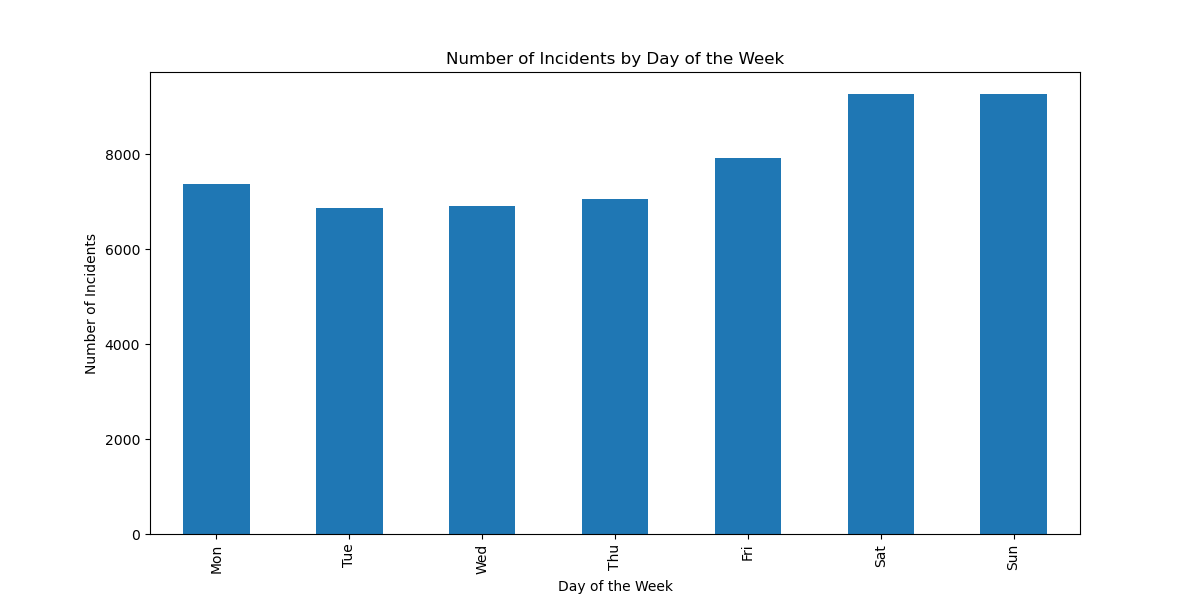 Number of Incidents by Day of the Week
Number of Incidents
8000
6000
4000
2000
0
Mon
Tue
Wed
Thu
Fri
Sat
Sun
Day of the Week